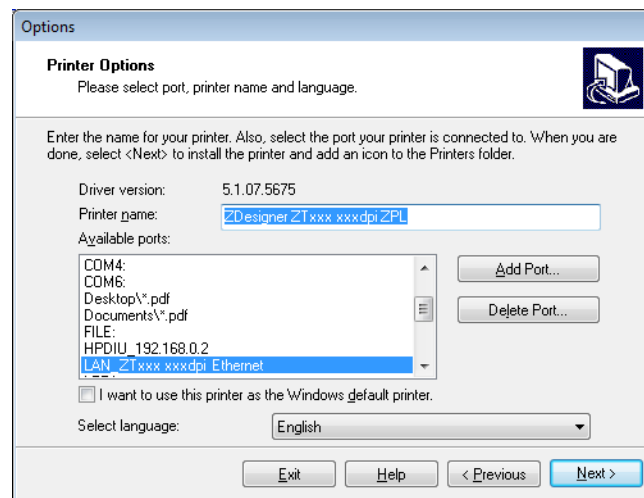 Options
Printer Options
Please select port, printer name and language.
Enter the name for your printer. Also, select the port your printer is connected to. When you are
done, select <Next> to install the printer and add an icon to the Printers folder.
Driver version: 5.1.07.5675
Printer name: ZDesigner ZTxxx xxxdpi ZPL
Available ports:
COM4:
COM6:
Desktop\*.pdf
Documents\*.pdf
FILE:
HPDIU_192.168.0.2
LAN_ZTxxx xxxdpi Ethernet
Add Port...
Delete Port...
I want to use this printer as the Windows default printer.
Select language: English
Exit Help < Previous Next >